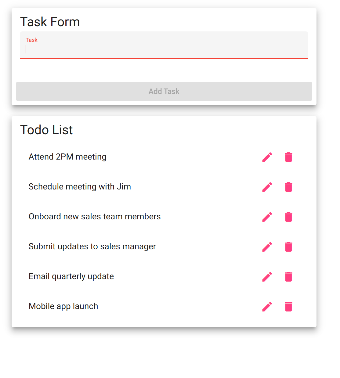 Task Form
Task
Add Task
Todo List
Attend 2PM meeting
Schedule meeting with Jim
Onboard new sales team members
Submit updates to sales manager
Email quarterly update
Mobile app launch